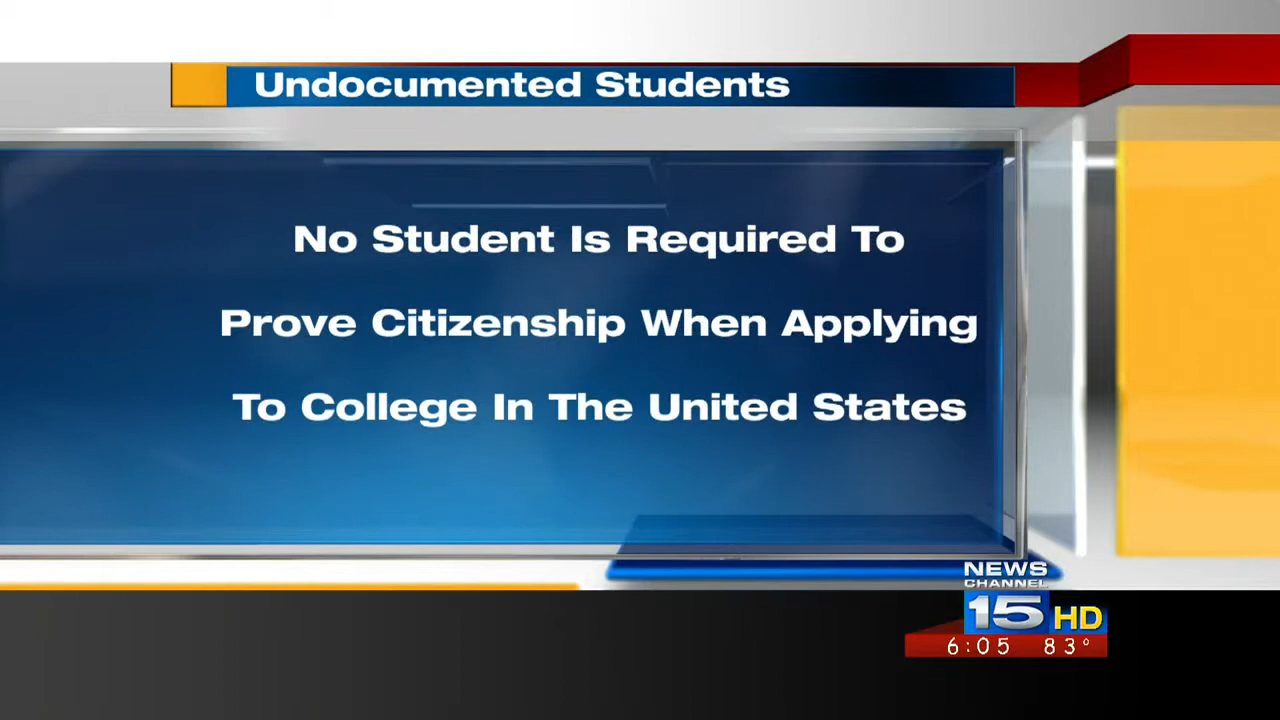 Undocumented Students
No Student Is Required To
Prove Citizenship When Applying
To College In The United States
NEWS
CHANNEL
15 HD
6:05 83°